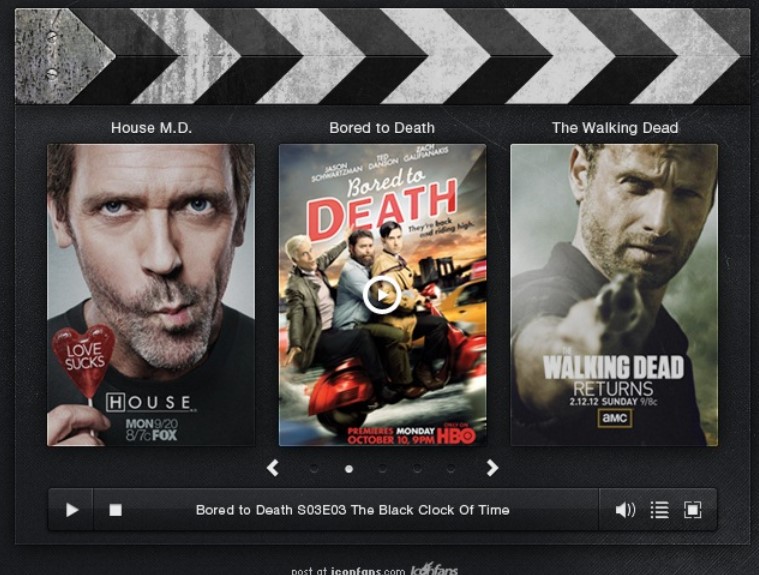 House M.D.
Bored to Death
The Walking Dead
LOVE
SUCKS
HOUSE
MON 9/20
8/7c FOX
JASON
SCHWARTZMAN
TED
DANSON
ZACH
GALIFIANAKIS
Bored to
DEATH
They're back
and riding high.
PREMIERES MONDAY
OCTOBER 10, 9PM
ONLY ON
HBO
THE
WALKING DEAD
RETURNS
2.12.12 SUNDAY 9/8c
amc
Bored to Death S03E03 The Black Clock Of Time
post at iconfans.com iconfans